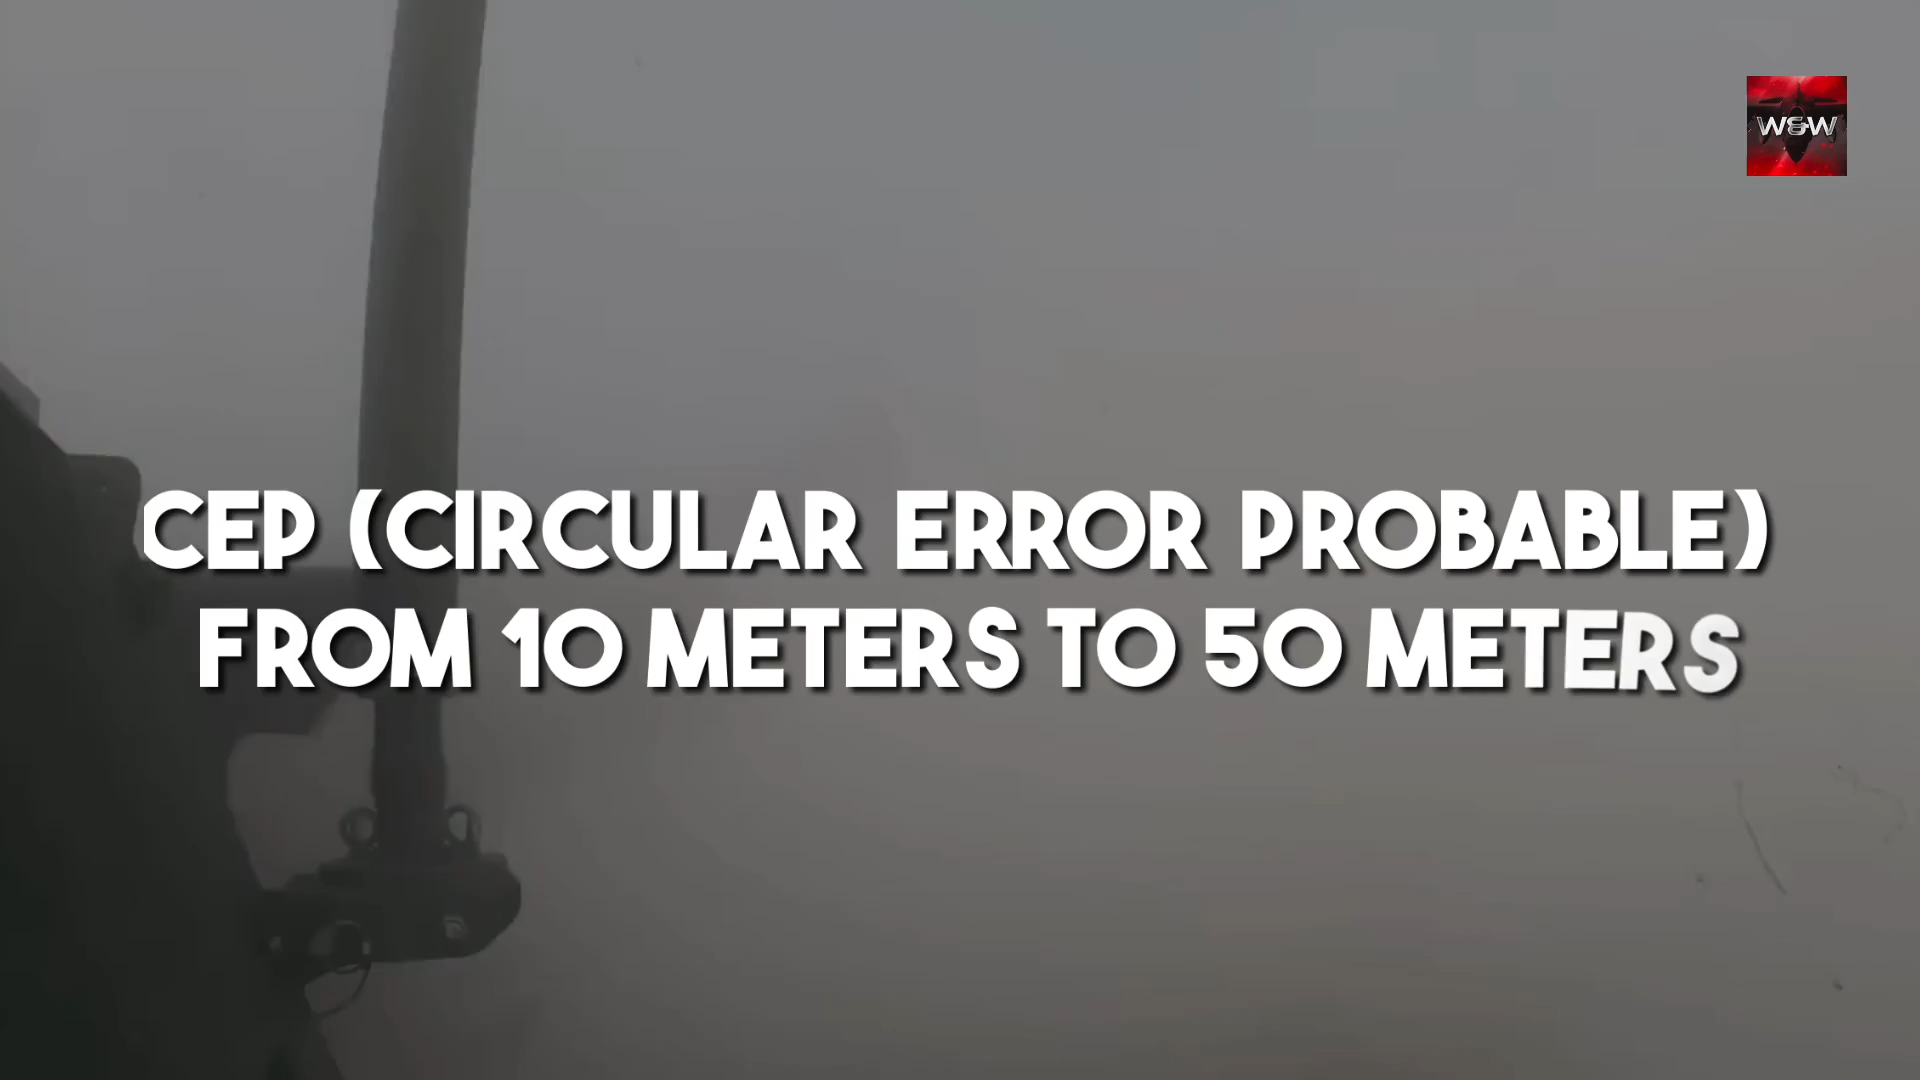 W&W
CEP (CIRCULAR ERROR PROBABLE)
FROM 10 METERS TO 50 METERS